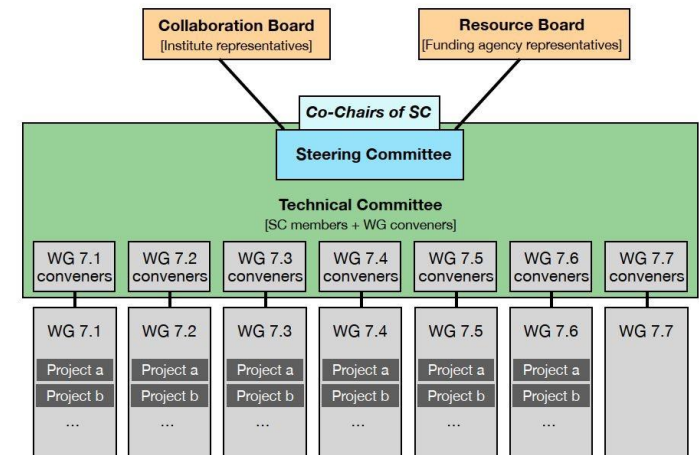 Collaboration Board
[Institute representatives]
Resource Board
[Funding agency representatives]
Co-Chairs of SC
Steering Committee
Technical Committee
[SC members + WG conveners]
WG 7.1
conveners
WG 7.2
conveners
WG 7.3
conveners
WG 7.4
conveners
WG 7.5
conveners
WG 7.6
conveners
WG 7.7
conveners
WG 7.1
Project a
Project b
...
WG 7.2
Project a
Project b
...
WG 7.3
Project a
Project b
...
WG 7.4
Project a
Project b
...
WG 7.5
Project a
Project b
...
WG 7.6
Project a
Project b
...
WG 7.7